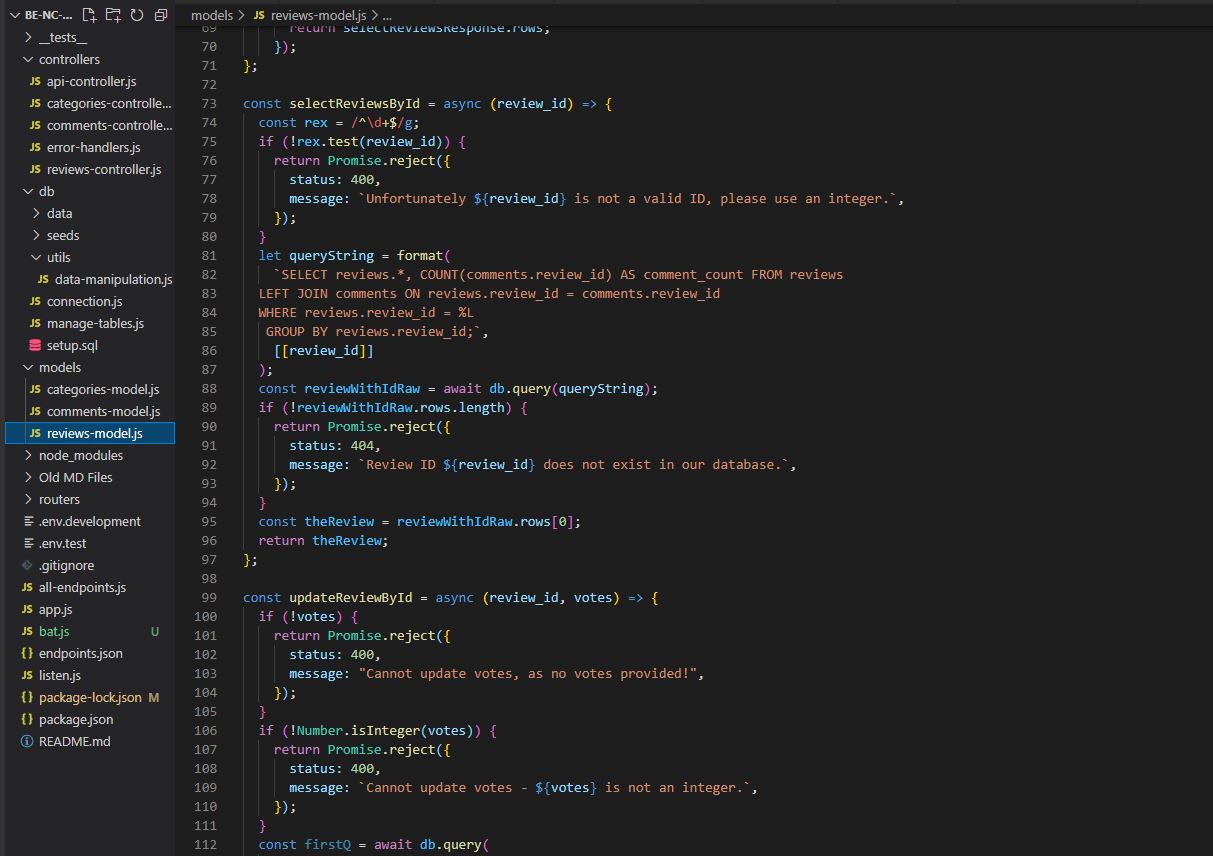 BE-NC-...
__tests__
controllers
JS api-controller.js
JS categories-controlle...
JS comments-controlle...
JS error-handlers.js
JS reviews-controller.js
db
data
seeds
utils
JS data-manipulation.js
JS connection.js
JS manage-tables.js
setup.sql
models
JS categories-model.js
JS comments-model.js
JS reviews-model.js
node_modules
Old MD Files
routers
.env.development
.env.test
.gitignore
JS all-endpoints.js
JS app.js
JS bat.js U
{} endpoints.json
JS listen.js
{} package-lock.json M
{} package.json
README.md
models > JS reviews-model.js > ...
69 return selectReviewsResponse.rows;
70 });
71 };
72
73 const selectReviewsById = async (review_id) => {
74 const rex = /^\d+$/g;
75 if (!rex.test(review_id)) {
76 return Promise.reject({
77 status: 400,
78 message: `Unfortunately ${review_id} is not a valid ID, please use an integer.`,
79 });
80 }
81 let queryString = format(
82 `SELECT reviews.*, COUNT(comments.review_id) AS comment_count FROM reviews
83 LEFT JOIN comments ON reviews.review_id = comments.review_id
84 WHERE reviews.review_id = %L
85 GROUP BY reviews.review_id;`,
86 [[review_id]]
87 );
88 const reviewWithIdRaw = await db.query(queryString);
89 if (!reviewWithIdRaw.rows.length) {
90 return Promise.reject({
91 status: 404,
92 message: `Review ID ${review_id} does not exist in our database.`,
93 });
94 }
95 const theReview = reviewWithIdRaw.rows[0];
96 return theReview;
97 };
98
99 const updateReviewById = async (review_id, votes) => {
100 if (!votes) {
101 return Promise.reject({
102 status: 400,
103 message: "Cannot update votes, as no votes provided!",
104 });
105 }
106 if (!Number.isInteger(votes)) {
107 return Promise.reject({
108 status: 400,
109 message: `Cannot update votes - ${votes} is not an integer.`,
110 });
111 }
112 const firstQ = await db.query(